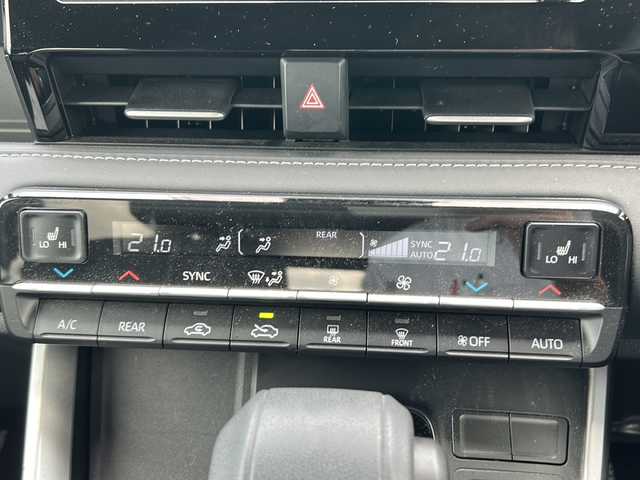 REAR
LO HI 21.0 SYNC AUTO 21.0 LO HI
SYNC
A/C REAR REAR FRONT OFF AUTO